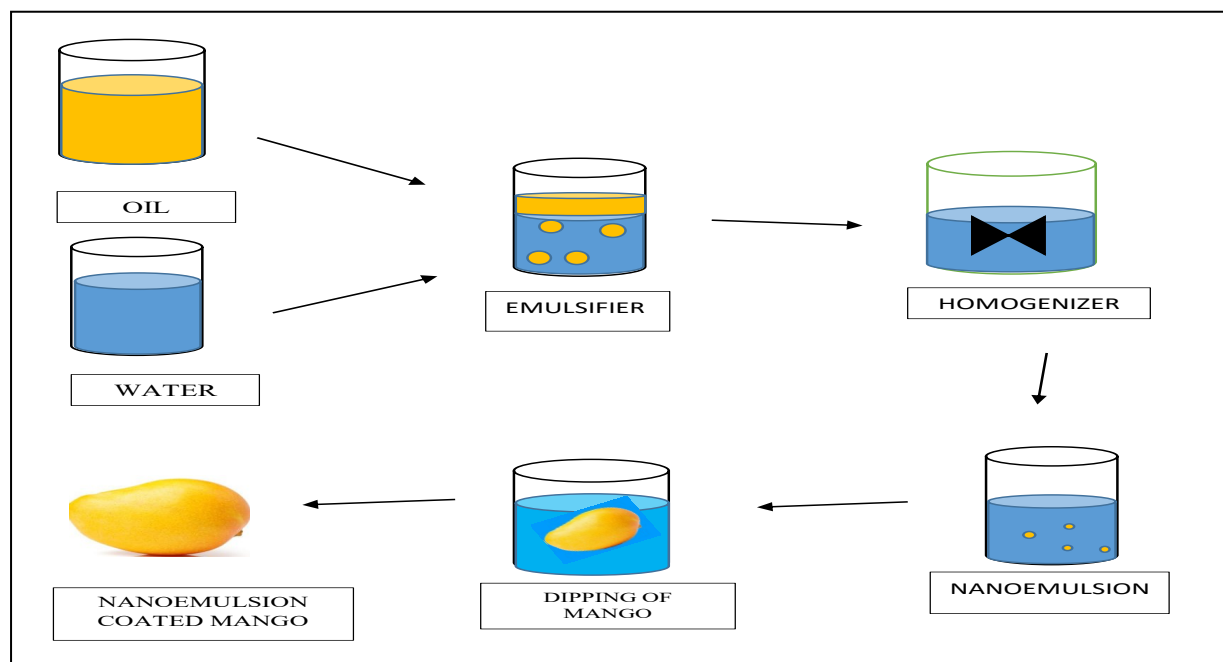 OIL
WATER
EMULSIFIER
HOMOGENIZER
NANOEMULSION
DIPPING OF
MANGO
NANOEMULSION
COATED MANGO